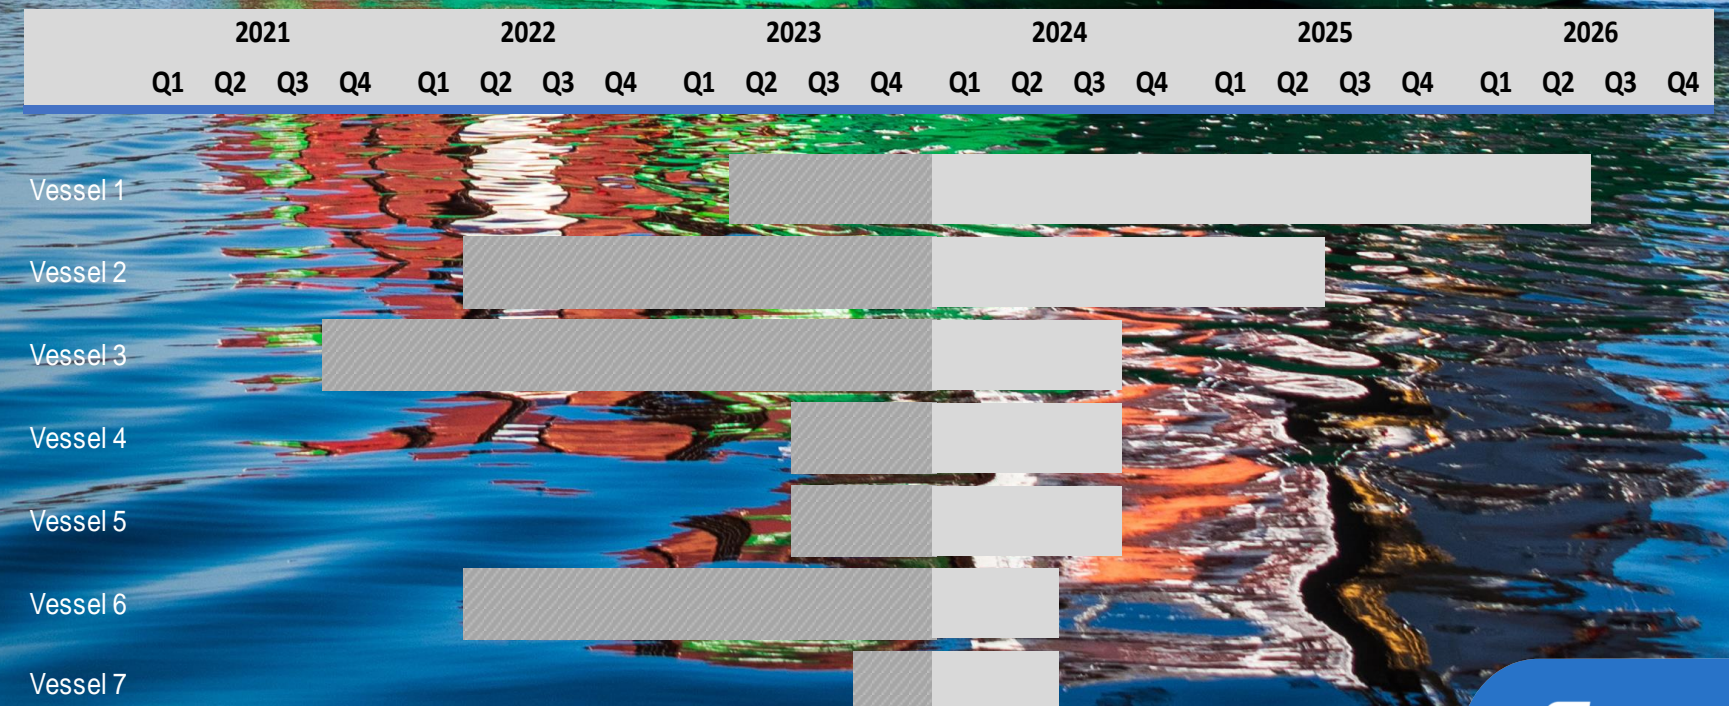 2021 2022 2023 2024 2025 2026
Q1 Q2 Q3 Q4 Q1 Q2 Q3 Q4 Q1 Q2 Q3 Q4 Q1 Q2 Q3 Q4 Q1 Q2 Q3 Q4 Q1 Q2 Q3 Q4
Vessel 1
Vessel 2
Vessel 3
Vessel 4
Vessel 5
Vessel 6
Vessel 7